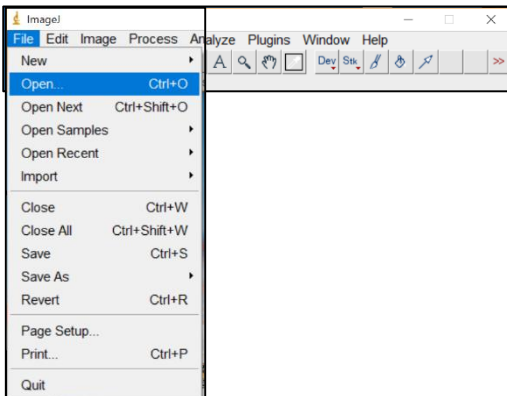 ImageJ
File Edit Image Process Analyze Plugins Window Help
New
A Dev Stk >>
Open... Ctrl+O
Open Next Ctrl+Shift+O
Open Samples
Open Recent
Import
Close Ctrl+W
Close All Ctrl+Shift+W
Save Ctrl+S
Save As
Revert Ctrl+R
Page Setup...
Print... Ctrl+P
Quit